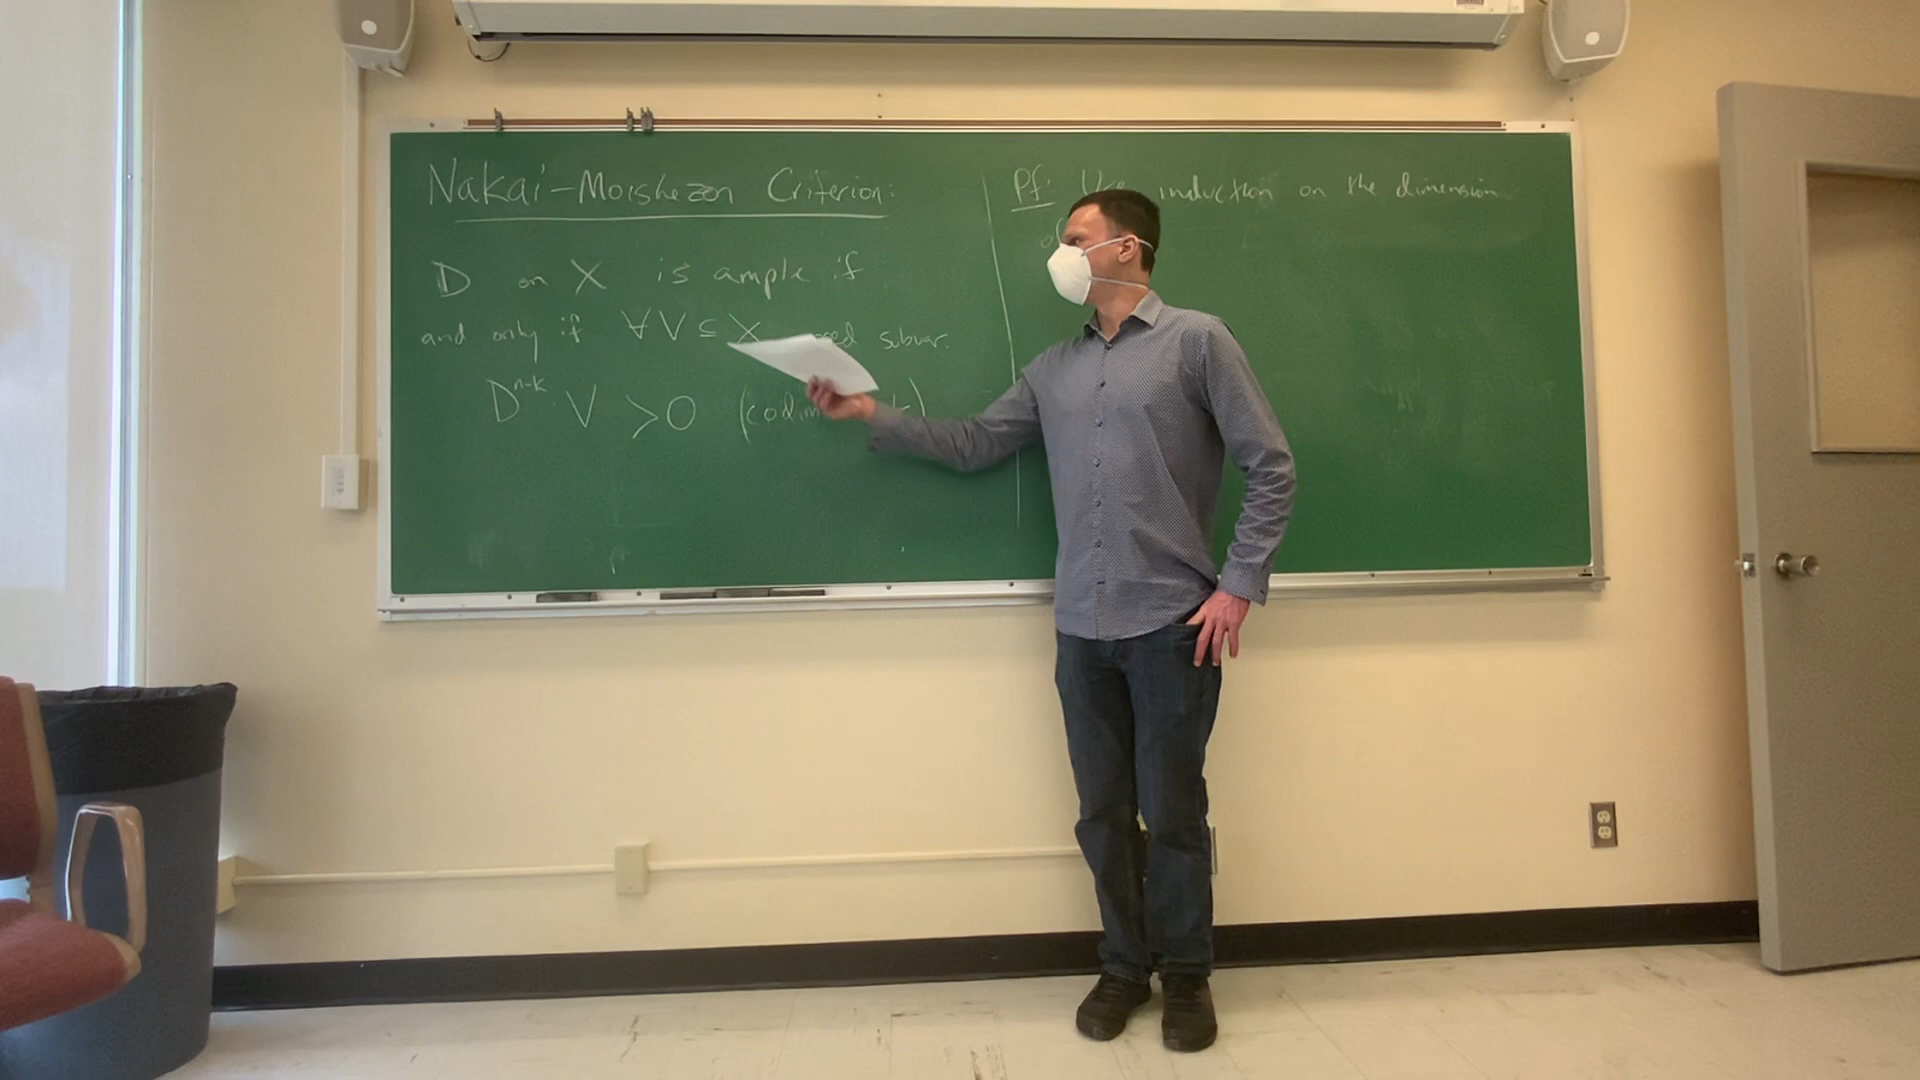 Nakai-Moishezon Criterion:
D on X is ample if
and only if ∀ V ⊆ X subvar.
D^{n-k} · V > 0 (codim
Pf: Use induction on the dimension